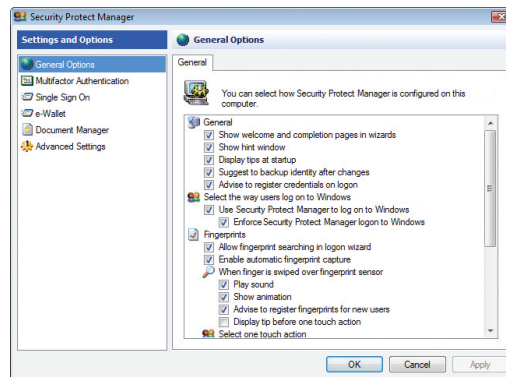 Security Protect Manager
Settings and Options
General Options
Multifactor Authentication
Single Sign On
e-Wallet
Document Manager
Advanced Settings
General Options
General
You can select how Security Protect Manager is configured on this
computer.
General
Show welcome and completion pages in wizards
Show hint window
Display tips at startup
Suggest to backup identity after changes
Advise to register credentials on logon
Select the way users log on to Windows
Use Security Protect Manager to log on to Windows
Enforce Security Protect Manager logon to Windows
Fingerprints
Allow fingerprint searching in logon wizard
Enable automatic fingerprint capture
When finger is swiped over fingerprint sensor
Play sound
Show animation
Advise to register fingerprints for new users
Display tip before one touch action
Select one touch action
OK
Cancel
Apply